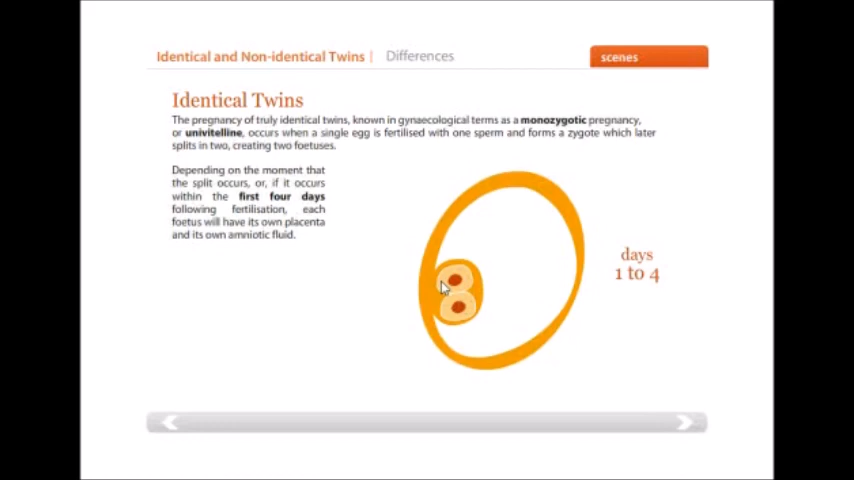 Identical and Non-identical Twins | Differences
scenes
Identical Twins
The pregnancy of truly identical twins, known in gynaecological terms as a monozygotic pregnancy,
or univitelline, occurs when a single egg is fertilised with one sperm and forms a zygote which later
splits in two, creating two foetuses.
Depending on the moment that
the split occurs, or, if it occurs
within the first four days
following fertilisation, each
foetus will have its own placenta
and its own amniotic fluid.
days
1 to 4